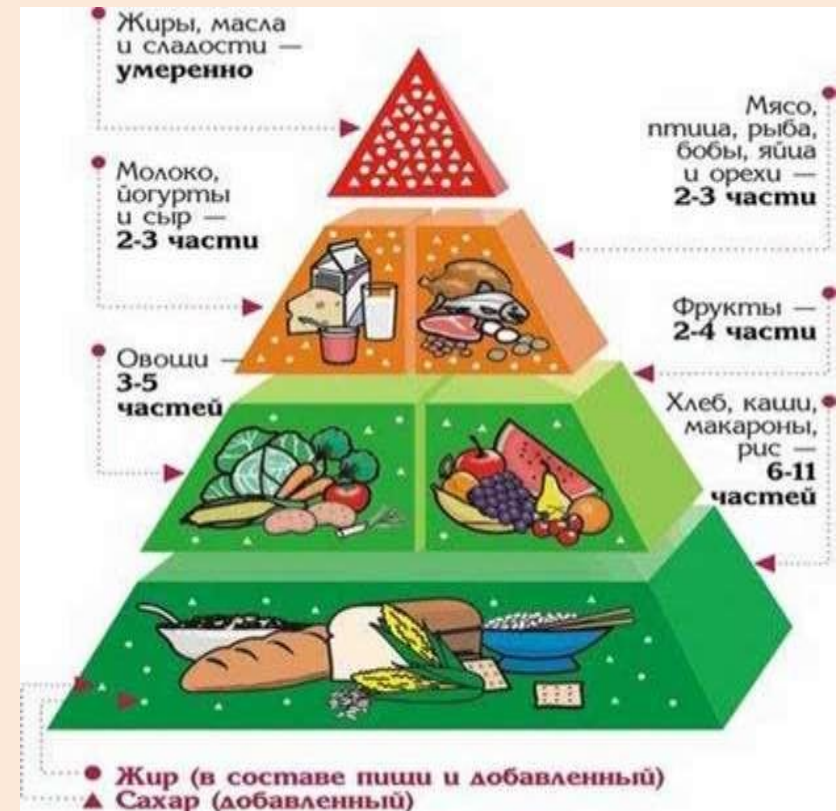 Жиры, масла
и сладости —
умеренно
Мясо,
птица, рыба,
бобы, яйца
и орехи —
2-3 части
Молоко,
йогурты
и сыр —
2-3 части
Фрукты —
2-4 части
Овощи —
3-5
частей
Хлеб, каши,
макароны,
рис —
6-11
частей
Жир (в составе пищи и добавленный)
Сахар (добавленный)